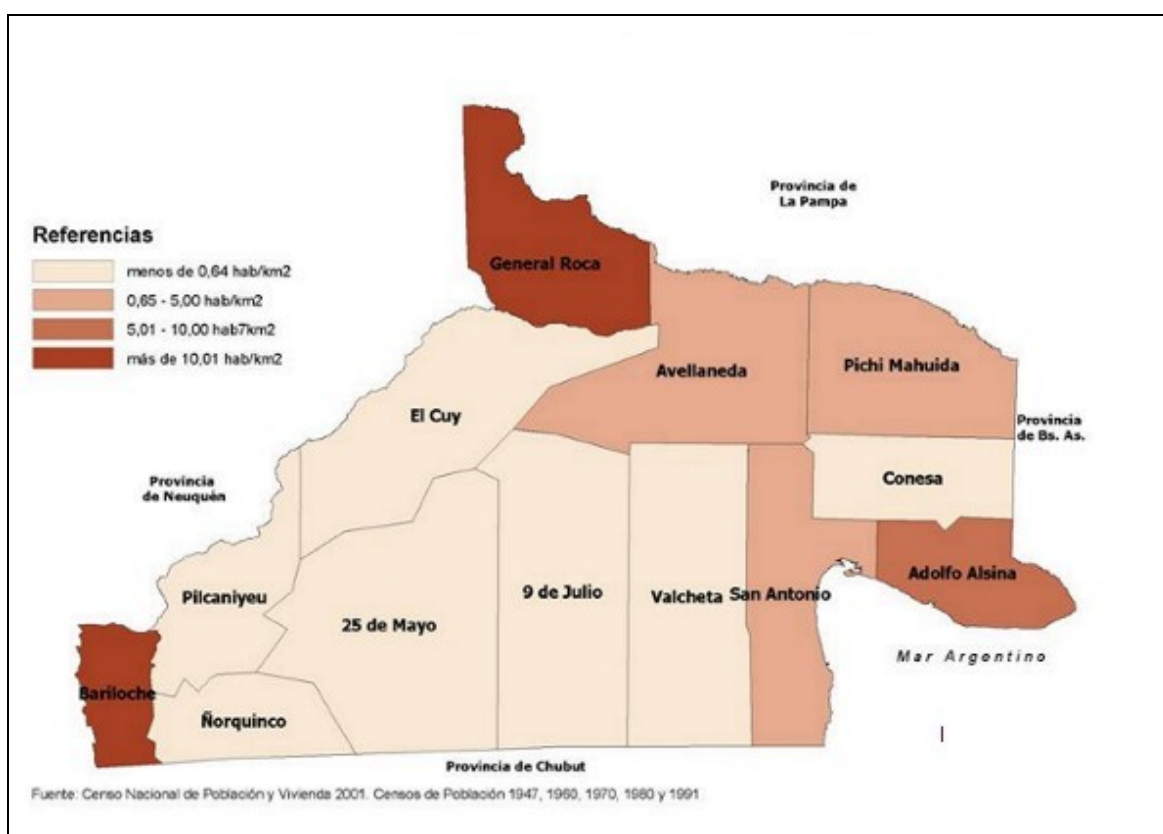 Provincia de
La Pampa
Referencias
menos de 0,64 hab/km2
0,65 - 5,00 hab/km2
5,01 - 10,00 hab7km2
más de 10,01 hab/km2
General Roca
Avellaneda
Pichi Mahuida
El Cuy
Provincia
de Bs. As.
Provincia
de Neuquén
Conesa
Pilcaniyeu
25 de Mayo
9 de Julio
Valcheta
San Antonio
Adolfo Alsina
Mar Argentino
Bariloche
Ñorquinco
Provincia de Chubut
Fuente: Censo Nacional de Población y Vivienda 2001. Censos de Población 1947, 1960, 1970, 1980 y 1991